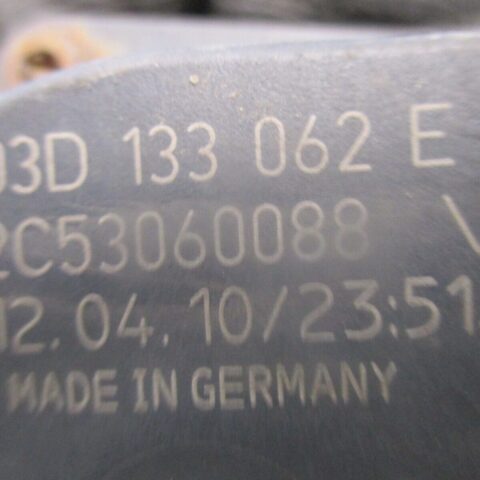 03D 133 062 E
2C53060088 \
12.04.10/23:51
MADE IN GERMANY